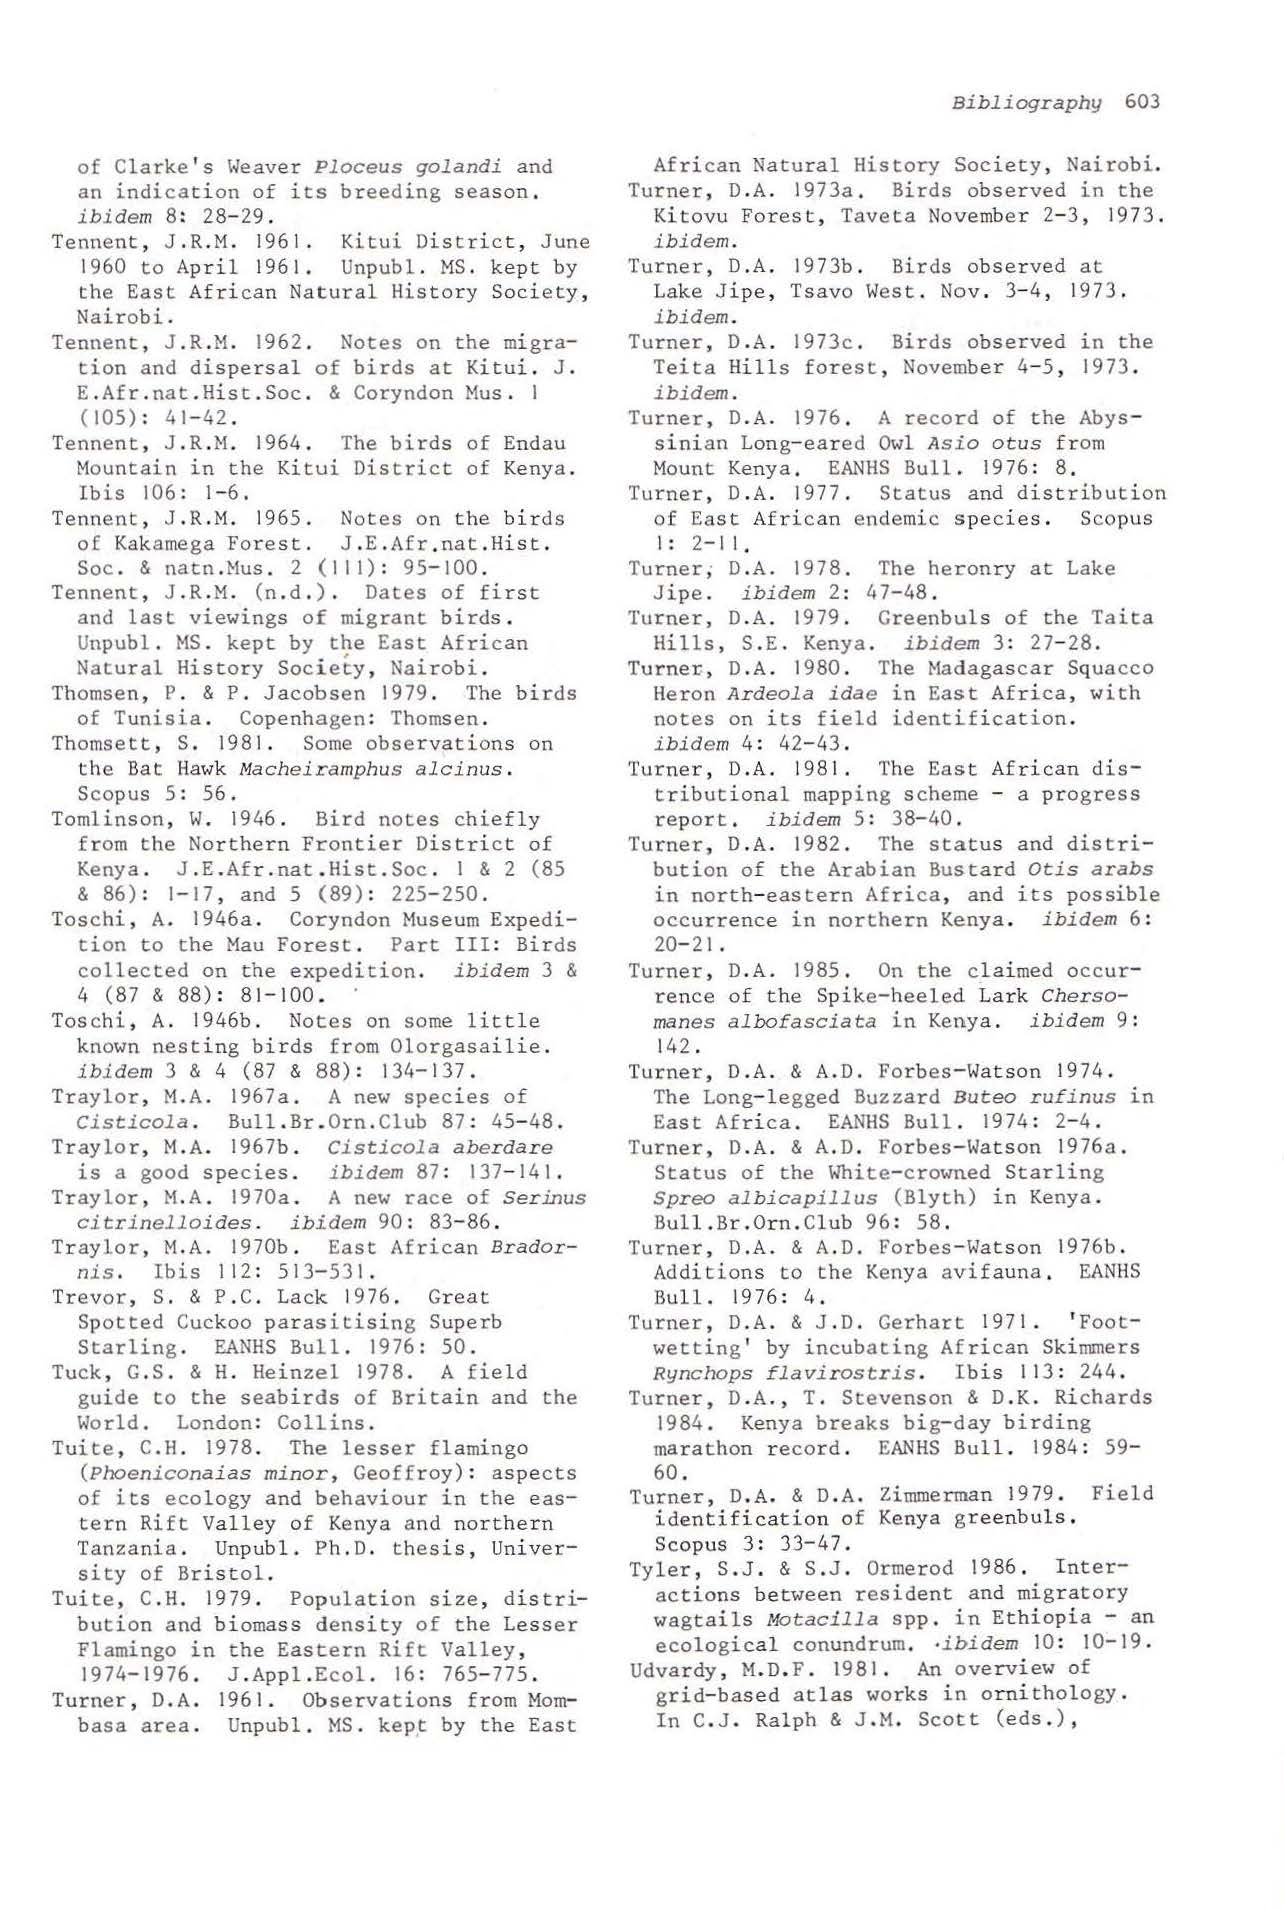 Bibliography 603
of Clarke's Weaver Ploceus golandi and
an indication of its breeding season.
ibidem 8: 28-29.
Tennent, J.R.M. 1961. Kitui District, June
1960 to April 1961. Unpubl. MS. kept by
the East African Natural History Society,
Nairobi.
Tennent, J.R.M. 1962. Notes on the migra-
tion and dispersal of birds at Kitui. J.
E.Afr.nat.Hist.Soc. & Coryndon Mus. 1
(105): 41-42.
Tennent, J.R.M. 1964. The birds of Endau
Mountain in the Kitui District of Kenya.
Ibis 106: 1-6.
Tennent, J.R.M. 1965. Notes on the birds
of Kakamega Forest. J.E.Afr.nat.Hist.
Soc. & natn.Mus. 2 (111): 95-100.
Tennent, J.R.M. (n.d.). Dates of first
and last viewings of migrant birds.
Unpubl. MS. kept by the East African
Natural History Society, Nairobi.
Thomsen, P. & P. Jacobsen 1979. The birds
of Tunisia. Copenhagen: Thomsen.
Thomsett, S. 1981. Some observations on
the Bat Hawk Macheiramphus alcinus.
Scopus 5: 56.
Tomlinson, W. 1946. Bird notes chiefly
from the Northern Frontier District of
Kenya. J.E.Afr.nat.Hist.Soc. 1 & 2 (85
& 86): 1-17, and 5 (89): 225-250.
Toschi, A. 1946a. Coryndon Museum Expedi-
tion to the Mau Forest. Part III: Birds
collected on the expedition. ibidem 3 &
4 (87 & 88): 81-100.
Toschi, A. 1946b. Notes on some little
known nesting birds from Olorgasailie.
ibidem 3 & 4 (87 & 88): 134-137.
Traylor, M.A. 1967a. A new species of
Cisticola. Bull.Br.Orn.Club 87: 45-48.
Traylor, M.A. 1967b. Cisticola aberdare
is a good species. ibidem 87: 137-141.
Traylor, M.A. 1970a. A new race of Serinus
citrinelloides. ibidem 90: 83-86.
Traylor, M.A. 1970b. East African Brador-
nis. Ibis 112: 513-531.
Trevor, S. & P.C. Lack 1976. Great
Spotted Cuckoo parasitising Superb
Starling. EANHS Bull. 1976: 50.
Tuck, G.S. & H. Heinzel 1978. A field
guide to the seabirds of Britain and the
World. London: Collins.
Tuite, C.H. 1978. The lesser flamingo
(Phoeniconaias minor, Geoffroy): aspects
of its ecology and behaviour in the eas-
tern Rift Valley of Kenya and northern
Tanzania. Unpubl. Ph.D. thesis, Univer-
sity of Bristol.
Tuite, C.H. 1979. Population size, distri-
bution and biomass density of the Lesser
Flamingo in the Eastern Rift Valley,
1974-1976. J.Appl.Ecol. 16: 765-775.
Turner, D.A. 1961. Observations from Mom-
basa area. Unpubl. MS. kept by the East
African Natural History Society, Nairobi.
Turner, D.A. 1973a. Birds observed in the
Kitovu Forest, Taveta November 2-3, 1973.
ibidem.
Turner, D.A. 1973b. Birds observed at
Lake Jipe, Tsavo West. Nov. 3-4, 1973.
ibidem.
Turner, D.A. 1973c. Birds observed in the
Teita Hills forest, November 4-5, 1973.
ibidem.
Turner, D.A. 1976. A record of the Abys-
sinian Long-eared Owl Asio otus from
Mount Kenya. EANHS Bull. 1976: 8.
Turner, D.A. 1977. Status and distribution
of East African endemic species. Scopus
1: 2-11.
Turner, D.A. 1978. The heronry at Lake
Jipe. ibidem 2: 47-48.
Turner, D.A. 1979. Greenbuls of the Taita
Hills, S.E. Kenya. ibidem 3: 27-28.
Turner, D.A. 1980. The Madagascar Squacco
Heron Ardeola idae in East Africa, with
notes on its field identification.
ibidem 4: 42-43.
Turner, D.A. 1981. The East African dis-
tributional mapping scheme - a progress
report. ibidem 5: 38-40.
Turner, D.A. 1982. The status and distri-
bution of the Arabian Bustard Otis arabs
in north-eastern Africa, and its possible
occurrence in northern Kenya. ibidem 6:
20-21.
Turner, D.A. 1985. On the claimed occur-
rence of the Spike-heeled Lark Cherso-
manes albofasciata in Kenya. ibidem 9:
142.
Turner, D.A. & A.D. Forbes-Watson 1974.
The Long-legged Buzzard Buteo rufinus in
East Africa. EANHS Bull. 1974: 2-4.
Turner, D.A. & A.D. Forbes-Watson 1976a.
Status of the White-crowned Starling
Spreo albicapillus (Blyth) in Kenya.
Bull.Br.Orn.Club 96: 58.
Turner, D.A. & A.D. Forbes-Watson 1976b.
Additions to the Kenya avifauna. EANHS
Bull. 1976: 4.
Turner, D.A. & J.D. Gerhart 1971. 'Foot-
wetting' by incubating African Skimmers
Rynchops flavirostris. Ibis 113: 244.
Turner, D.A., T. Stevenson & D.K. Richards
1984. Kenya breaks big-day birding
marathon record. EANHS Bull. 1984: 59-
60.
Turner, D.A. & D.A. Zimmerman 1979. Field
identification of Kenya greenbuls.
Scopus 3: 33-47.
Tyler, S.J. & S.J. Ormerod 1986. Inter-
actions between resident and migratory
wagtails Motacilla spp. in Ethiopia - an
ecological conundrum. ibidem 10: 10-19.
Udvardy, M.D.F. 1981. An overview of
grid-based atlas works in ornithology.
In C.J. Ralph & J.M. Scott (eds.),